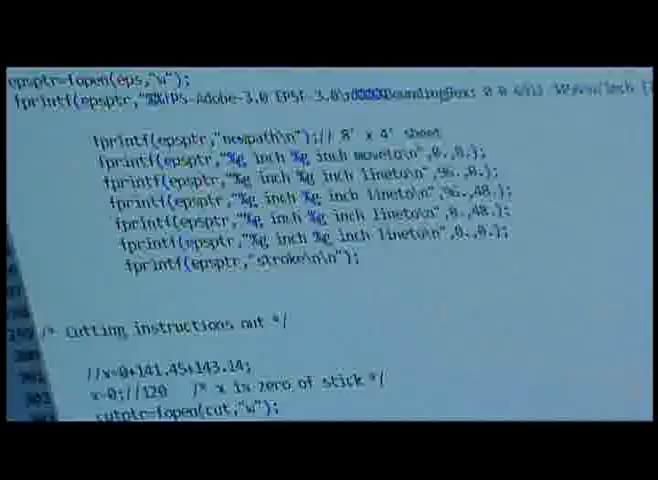 epsptr=fopen(eps,"w");
fprintf(epsptr,"%%!PS-Adobe-3.0 EPSF-3.0\n%%%%BoundingBox: 0 0
fprintf(epsptr,"newpath\n");// 8' x 4' sheet
fprintf(epsptr,"%g inch %g inch moveto\n",0.,0.);
fprintf(epsptr,"%g inch %g inch lineto\n",96.,0.);
fprintf(epsptr,"%g inch %g inch lineto\n",96.,48.);
fprintf(epsptr,"%g inch %g inch lineto\n",0.,48.);
fprintf(epsptr,"%g inch %g inch lineto\n",0.,0.);
fprintf(epsptr,"stroke\n\n");
299 /* Cutting instructions out */
300
//x=0+141.45+143.14;
302 x=0;//120 /* x is zero of stick */
303 cutptr=fopen(cut,"w");